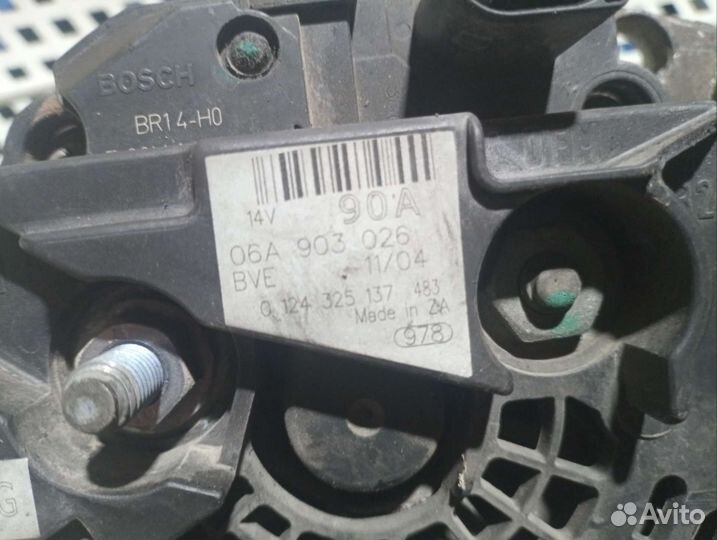 BOSCH
BR14-H0
14V 90A
06A 903 026
BVE 11/04
0 124 325 137 483
Made in ZA
978
G
Avito